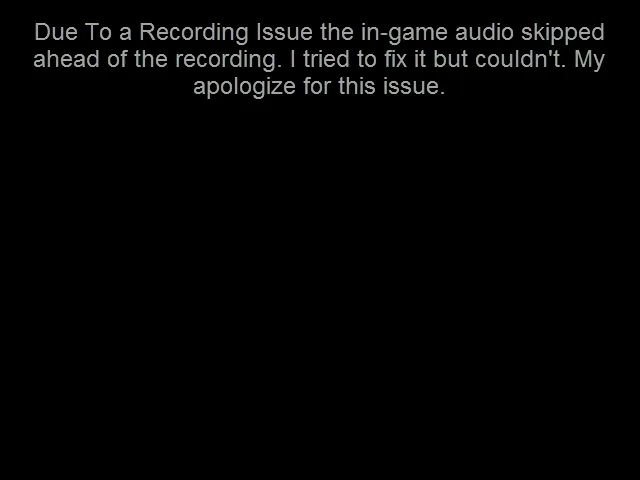 Due To a Recording Issue the in-game audio skipped
ahead of the recording. I tried to fix it but couldn't. My
apologize for this issue.